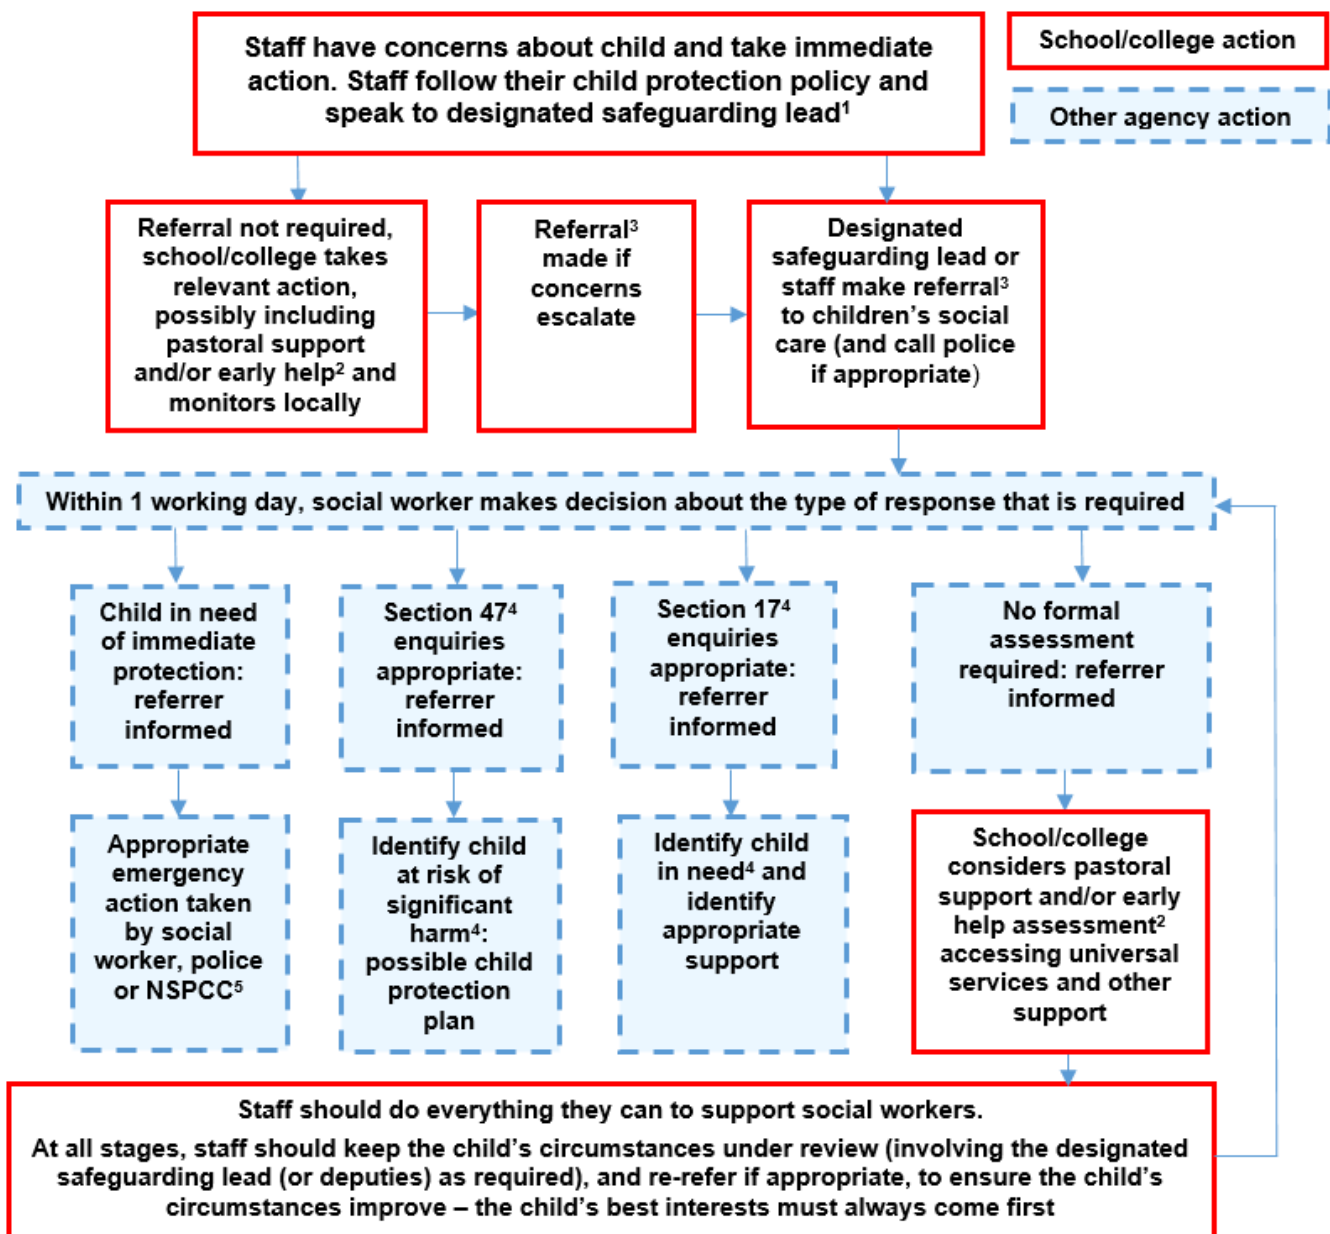 Staff have concerns about child and take immediate
action. Staff follow their child protection policy and
speak to designated safeguarding lead¹
School/college action
Other agency action
Referral not required,
school/college takes
relevant action,
possibly including
pastoral support
and/or early help² and
monitors locally
Referral³
made if
concerns
escalate
Designated
safeguarding lead or
staff make referral³
to children’s social
care (and call police
if appropriate)
Within 1 working day, social worker makes decision about the type of response that is required
Child in need
of immediate
protection:
referrer
informed
Section 47⁴
enquiries
appropriate:
referrer
informed
Section 17⁴
enquiries
appropriate:
referrer
informed
No formal
assessment
required: referrer
informed
Appropriate
emergency
action taken
by social
worker, police
or NSPCC⁵
Identify child
at risk of
significant
harm⁴:
possible child
protection
plan
Identify child
in need⁴ and
identify
appropriate
support
School/college
considers pastoral
support and/or early
help assessment²
accessing universal
services and other
support
Staff should do everything they can to support social workers.
At all stages, staff should keep the child’s circumstances under review (involving the designated
safeguarding lead (or deputies) as required), and re-refer if appropriate, to ensure the child’s
circumstances improve – the child’s best interests must always come first